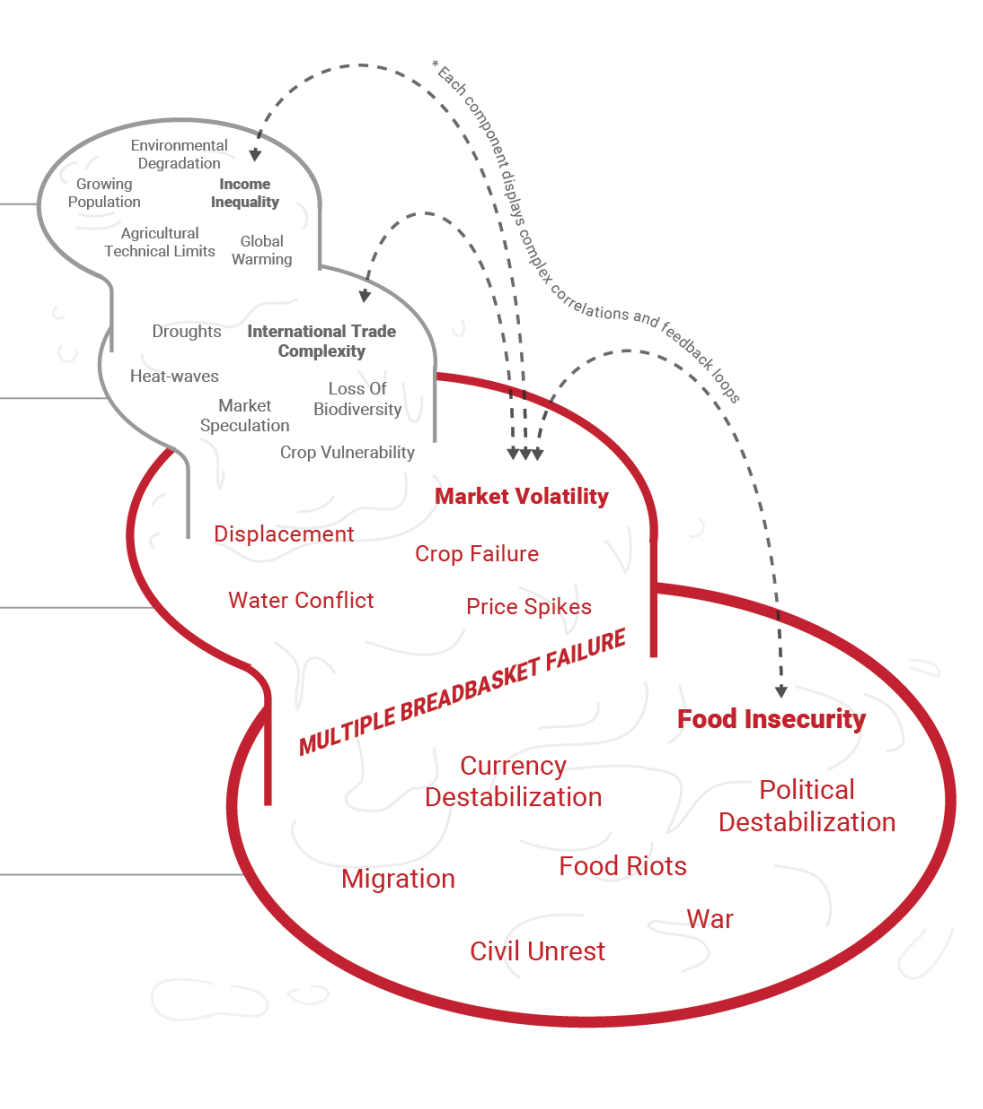 * Each component displays complex correlations and feedback loops
Environmental
Degradation
Growing
Population
Income
Inequality
Agricultural
Technical Limits
Global
Warming
Droughts
International Trade
Complexity
Heat-waves
Loss Of
Biodiversity
Market
Speculation
Crop Vulnerability
Market Volatility
Displacement
Crop Failure
Water Conflict
Price Spikes
MULTIPLE BREADBASKET FAILURE
Food Insecurity
Currency
Destabilization
Political
Destabilization
Food Riots
Migration
War
Civil Unrest